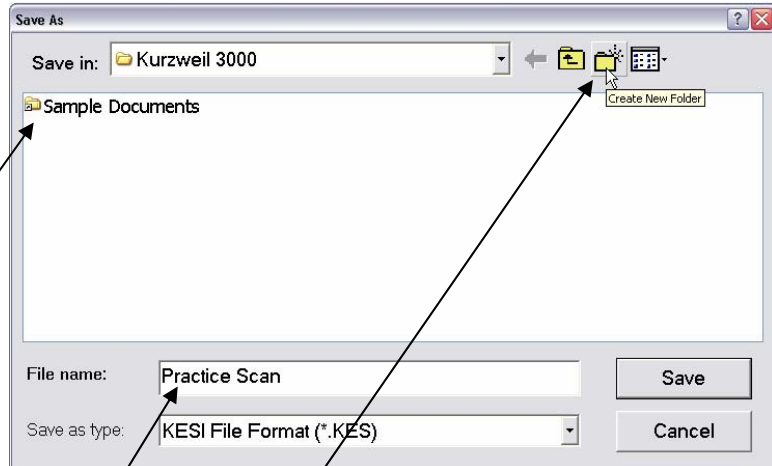 Save As
Save in: Kurzweil 3000
Create New Folder
Sample Documents
File name: Practice Scan Save
Save as type: KESI File Format (*.KES) Cancel